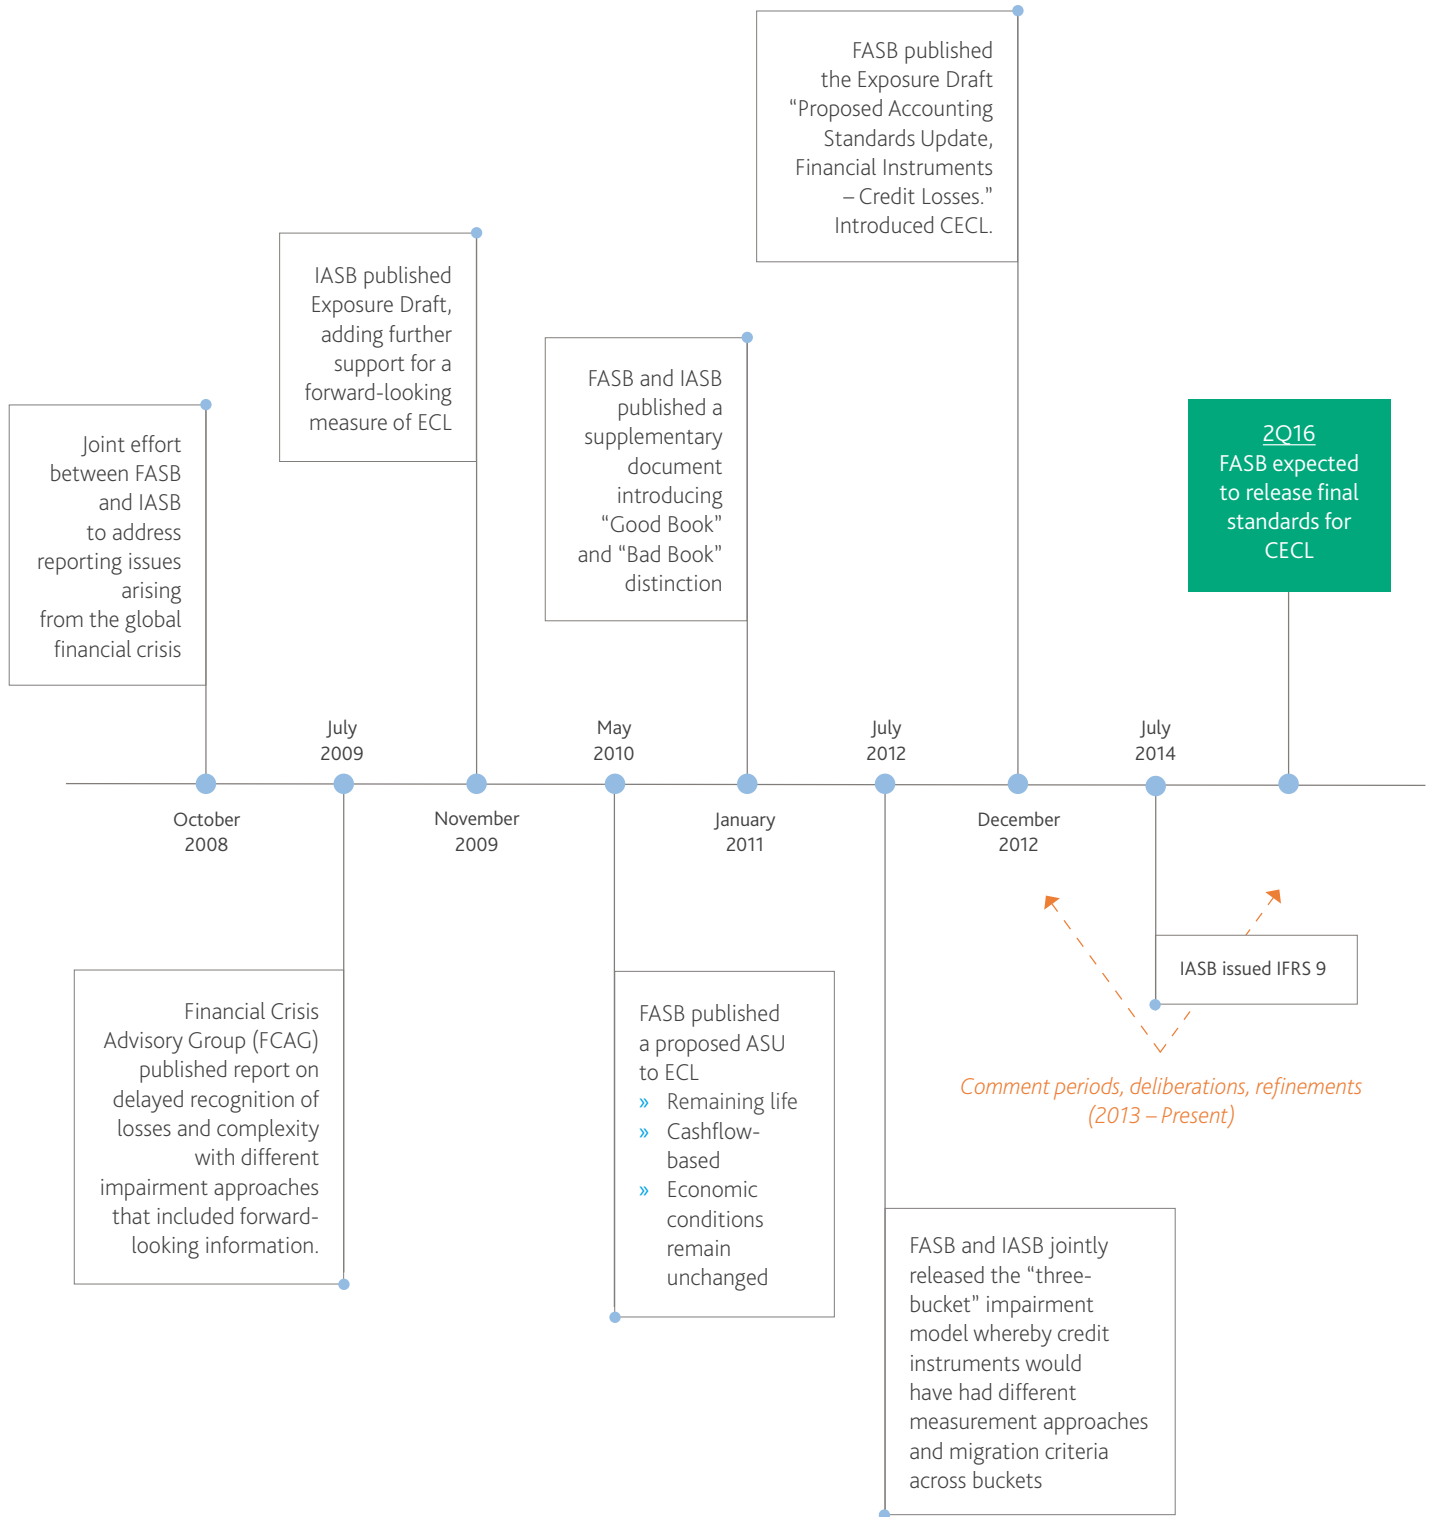 FASB published
the Exposure Draft
“Proposed Accounting
Standards Update,
Financial Instruments
– Credit Losses.”
Introduced CECL.
IASB published
Exposure Draft,
adding further
support for a
forward-looking
measure of ECL
FASB and IASB
published a
supplementary
document
introducing
“Good Book”
and “Bad Book”
distinction
Joint effort
between FASB
and IASB
to address
reporting issues
arising
from the global
financial crisis
2Q16
FASB expected
to release final
standards for
CECL
July
2009
May
2010
July
2012
July
2014
October
2008
November
2009
January
2011
December
2012
IASB issued IFRS 9
Financial Crisis
Advisory Group (FCAG)
published report on
delayed recognition of
losses and complexity
with different
impairment approaches
that included forward-
looking information.
FASB published
a proposed ASU
to ECL
» Remaining life
» Cashflow-
based
» Economic
conditions
remain
unchanged
Comment periods, deliberations, refinements
(2013 – Present)
FASB and IASB jointly
released the “three-
bucket” impairment
model whereby credit
instruments would
have had different
measurement approaches
and migration criteria
across buckets